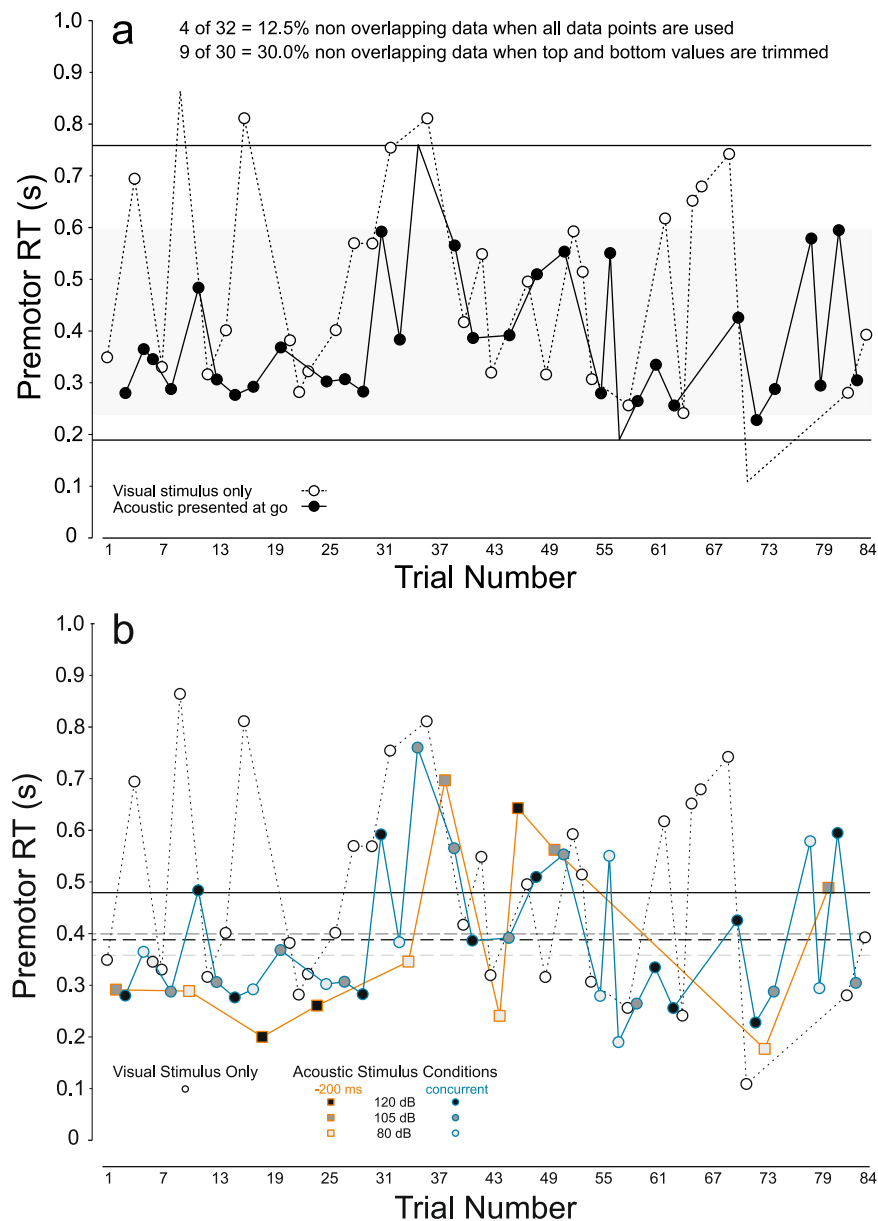 a
4 of 32 = 12.5% non overlapping data when all data points are used
9 of 30 = 30.0% non overlapping data when top and bottom values are trimmed
Premotor RT (s)
1.0
0.9
0.8
0.7
0.6
0.5
0.4
0.3
0.2
0.1
0
Visual stimulus only
Acoustic presented at go
1 7 13 19 25 31 37 43 49 55 61 67 73 79 84
Trial Number
b
Premotor RT (s)
1.0
0.9
0.8
0.7
0.6
0.5
0.4
0.3
0.2
0.1
0
Visual Stimulus Only Acoustic Stimulus Conditions
-200 ms concurrent
120 dB
105 dB
80 dB
1 7 13 19 25 31 37 43 49 55 61 67 73 79 84
Trial Number